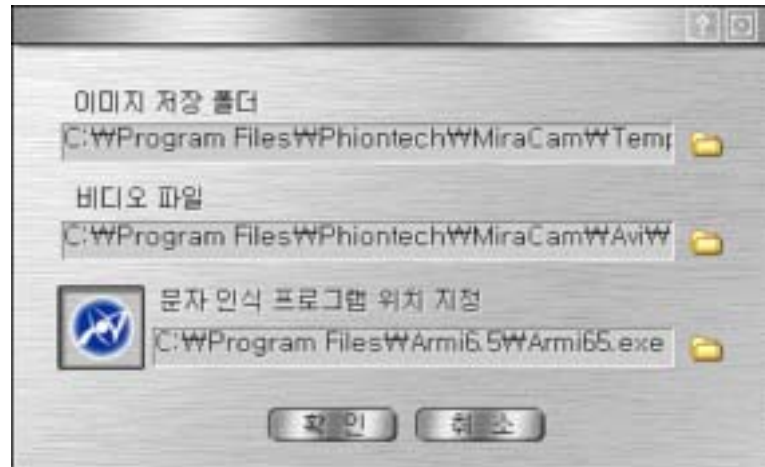 이미지 저장 폴더
C:₩Program Files₩Phiontech₩MiraCam₩Temp
비디오 파일
C:₩Program Files₩Phiontech₩MiraCam₩Avi₩
문자 인식 프로그램 위치 지정
C:₩Program Files₩Armi6.5₩Armi65.exe
확 인 취 소